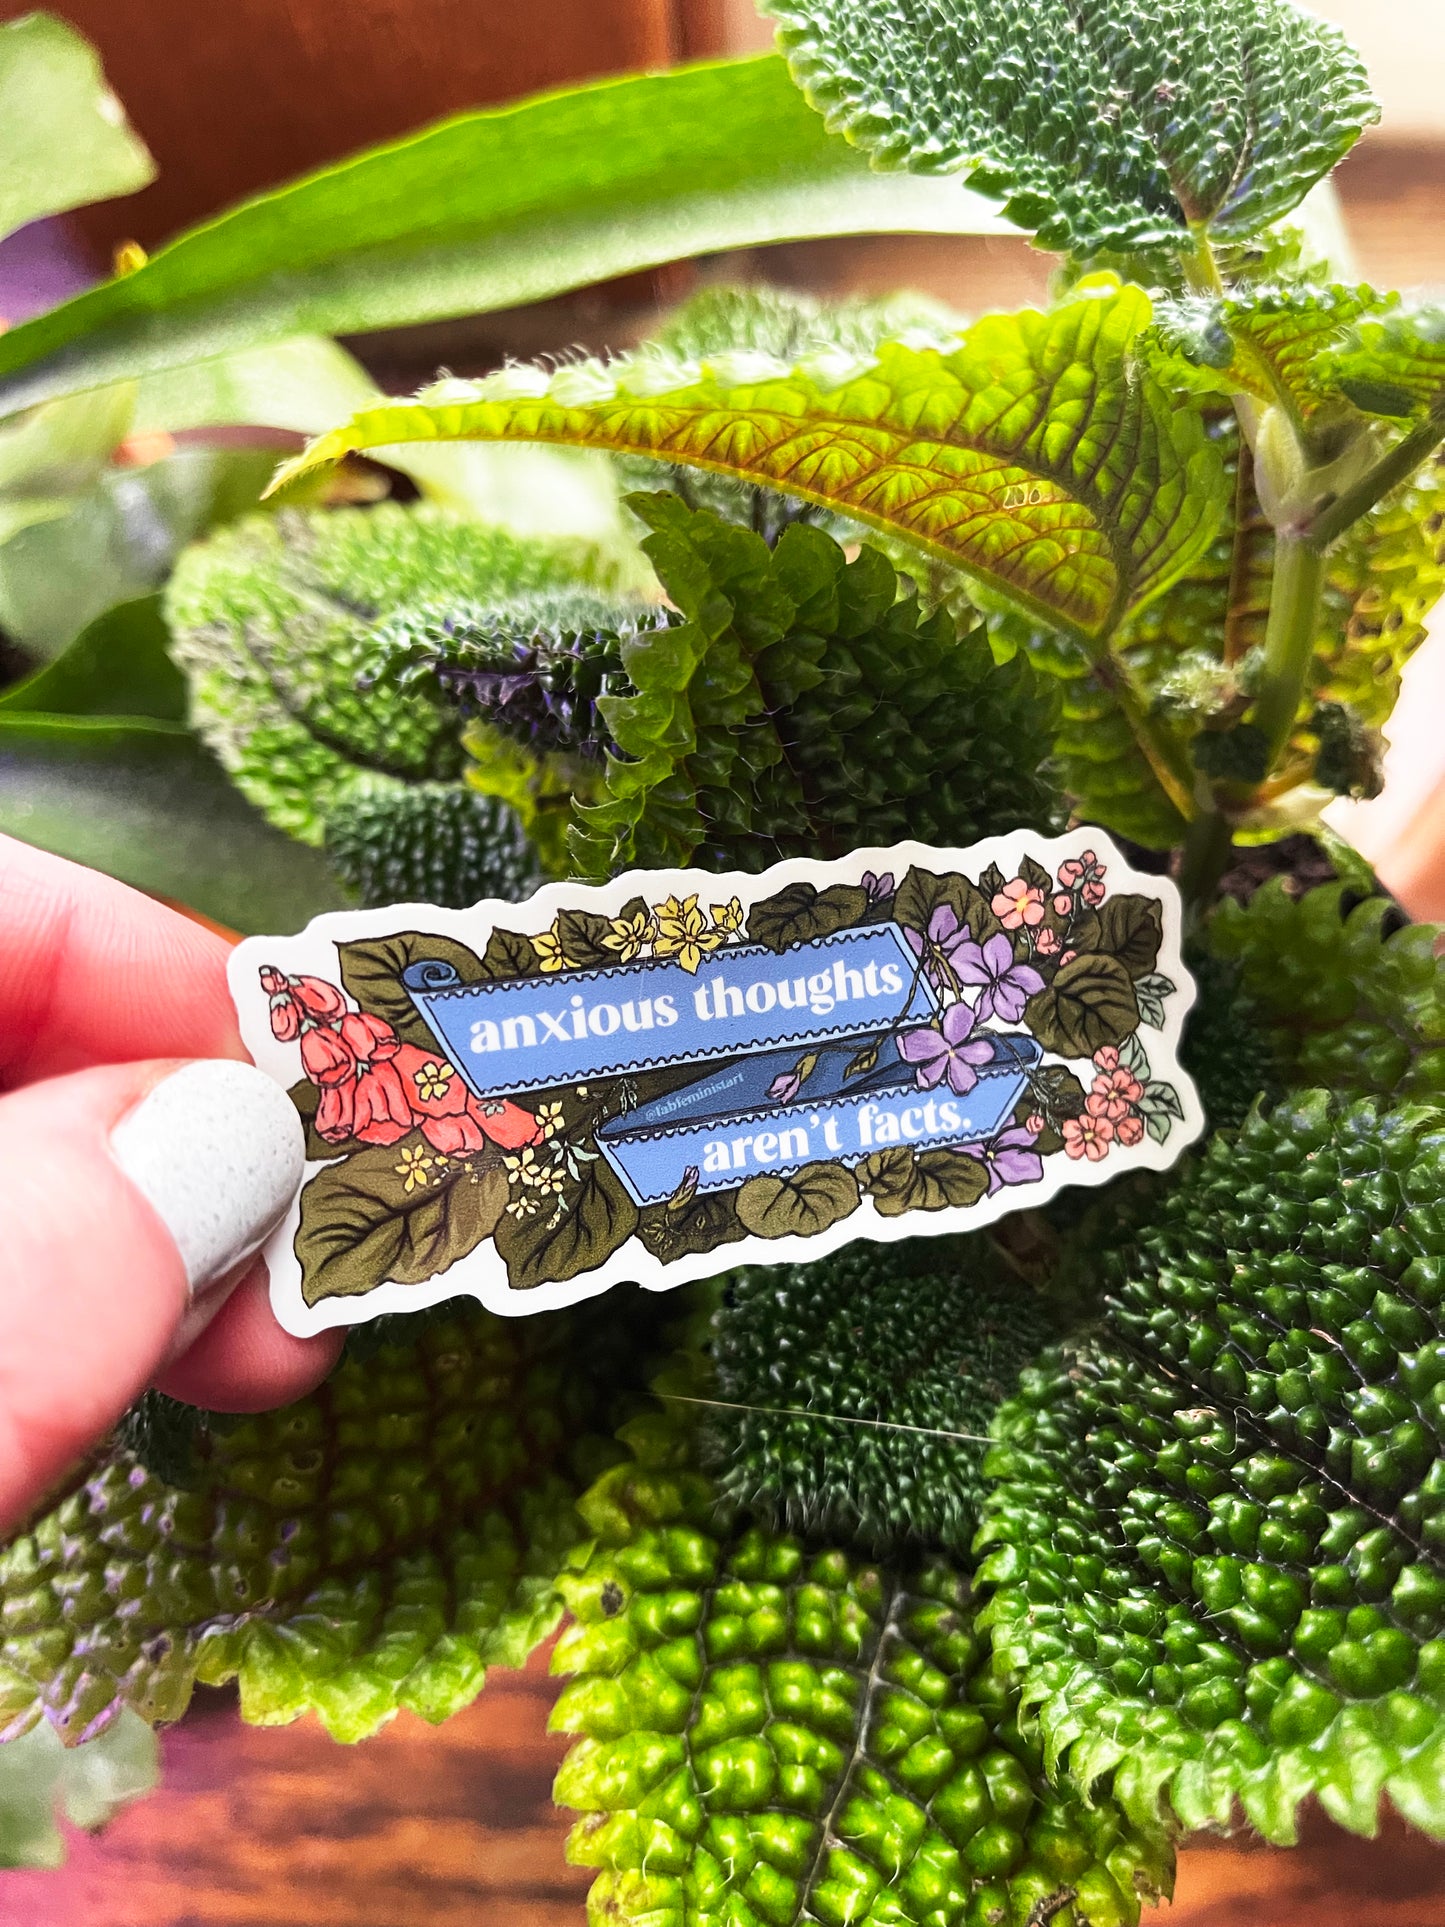 anxious thoughts
@fabfeministart
aren't facts.